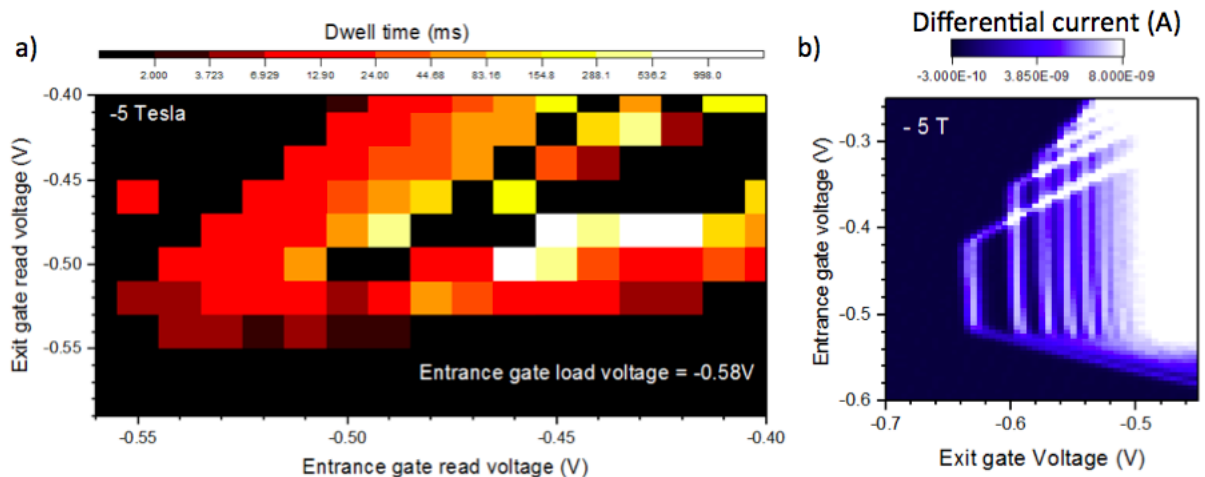 a)
Dwell time (ms)
2.000 3.723 6.929 12.90 24.00 44.68 83.16 154.8 288.1 536.2 998.0
-5 Tesla
-0.40
-0.45
-0.50
-0.55
Exit gate read voltage (V)
Entrance gate load voltage = -0.58V
-0.55 -0.50 -0.45 -0.40
Entrance gate read voltage (V)
b)
Differential current (A)
-3.000E-10 3.850E-09 8.000E-09
- 5 T
-0.3
-0.4
-0.5
-0.6
Entrance gate voltage (V)
-0.7 -0.6 -0.5
Exit gate Voltage (V)